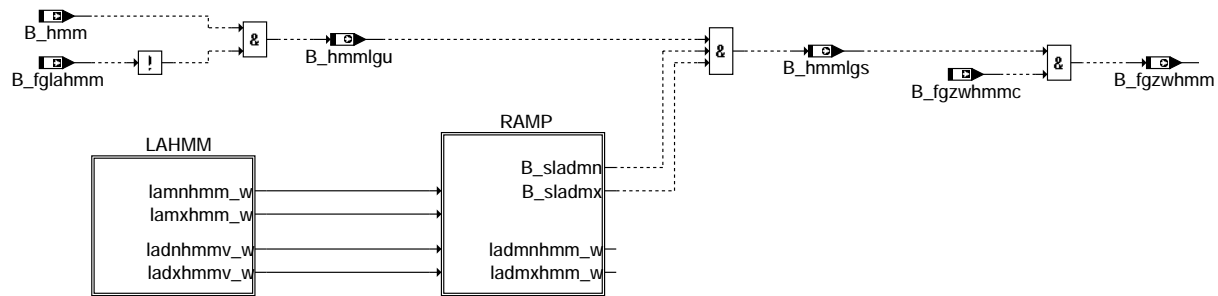 B_hmm
B_fglahmm
!
&
B_hmmlgu
&
B_hmmlgs
B_fgzwhmmc
&
B_fgzwhmm
LAHMM
lamnhmm_w
lamxhmm_w
ladnhmmv_w
ladxhmmv_w
RAMP
B_sladmn
B_sladmx
ladmnhmm_w
ladmxhmm_w